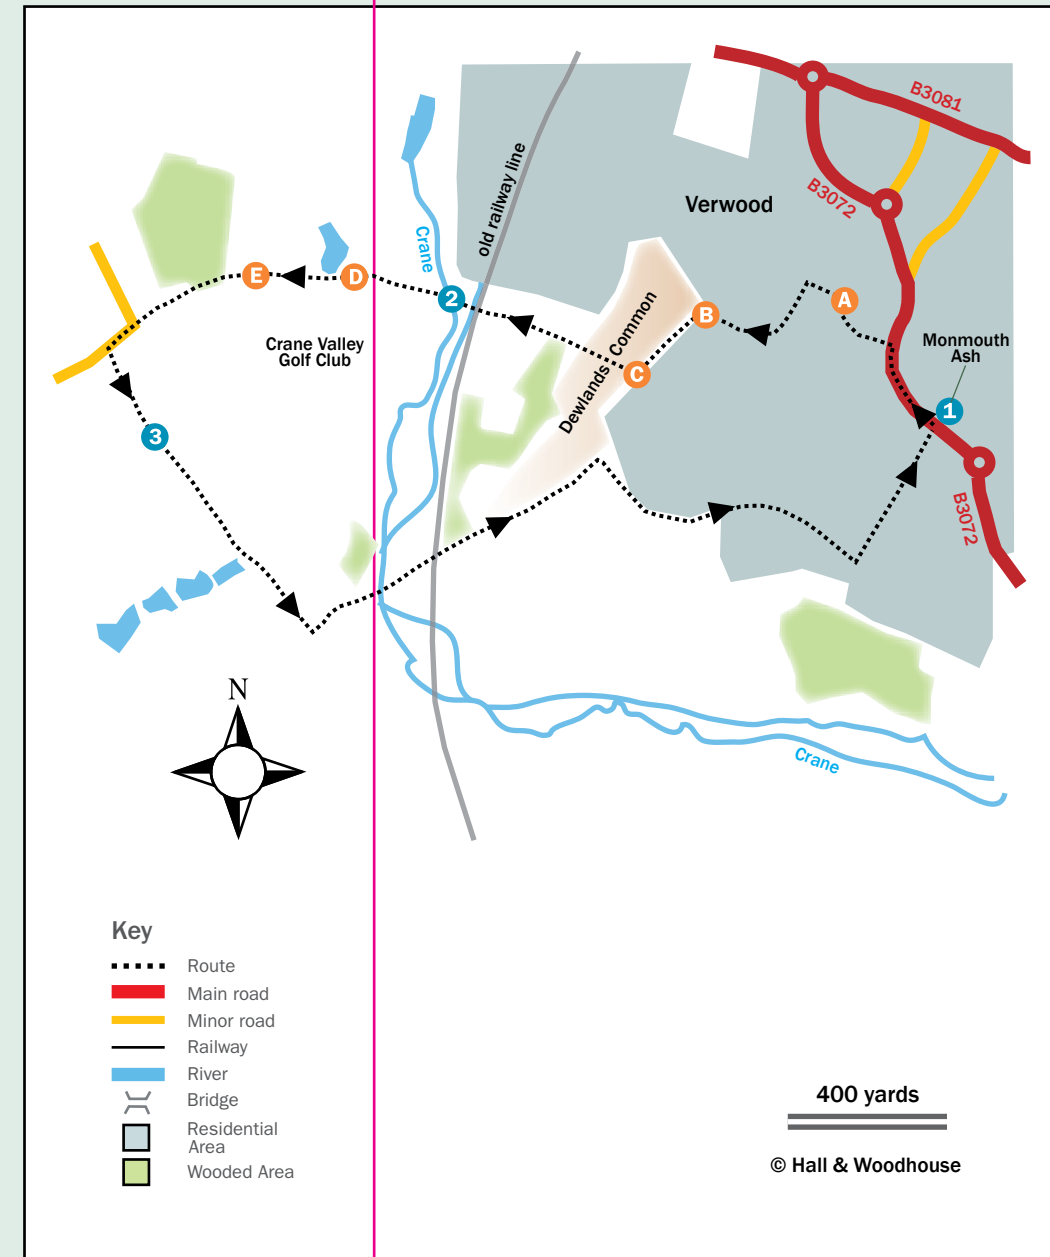 B3081
old railway line
B3072
Verwood
Crane
2
E
D
A
B
Dewlands Common
Crane Valley
Golf Club
Monmouth
Ash
C
1
3
B3072
N
Crane
Key
Route
Main road
Minor road
Railway
River
Bridge
Residential
Area
Wooded Area
400 yards
© Hall & Woodhouse